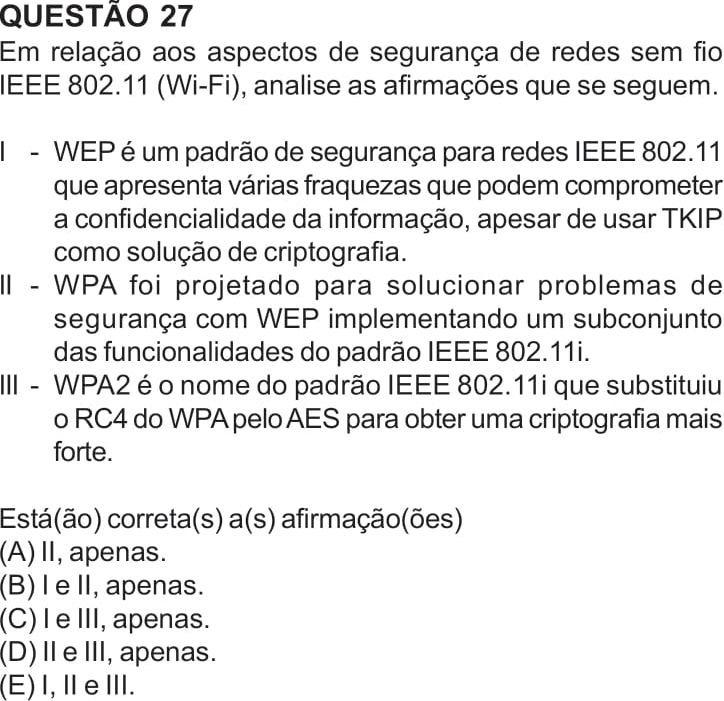 QUESTÃO 27
Em relação aos aspectos de segurança de redes sem fio
IEEE 802.11 (Wi-Fi), analise as afirmações que se seguem.
I - WEP é um padrão de segurança para redes IEEE 802.11
que apresenta várias fraquezas que podem comprometer
a confidencialidade da informação, apesar de usar TKIP
como solução de criptografia.
II - WPA foi projetado para solucionar problemas de
segurança com WEP implementando um subconjunto
das funcionalidades do padrão IEEE 802.11i.
III - WPA2 é o nome do padrão IEEE 802.11i que substituiu
o RC4 do WPA pelo AES para obter uma criptografia mais
forte.
Está(ão) correta(s) a(s) afirmação(ões)
(A) II, apenas.
(B) I e II, apenas.
(C) I e III, apenas.
(D) II e III, apenas.
(E) I, II e III.